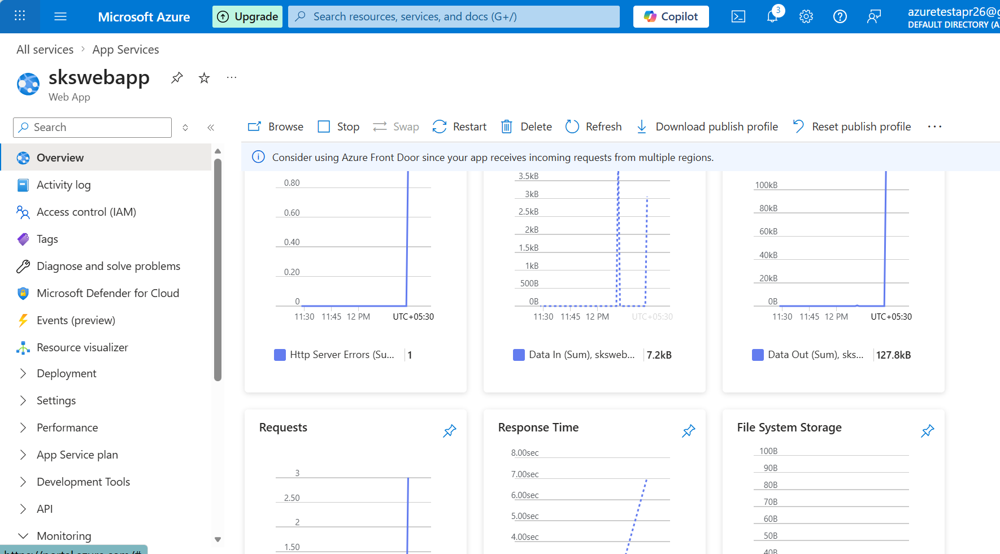 Microsoft Azure
Upgrade
Search resources, services, and docs (G+/)
Copilot
3
azuretestapr26@g
DEFAULT DIRECTORY (A
All services > App Services
skswebapp
Web App
Search
Browse
Stop
Swap
Restart
Delete
Refresh
Download publish profile
Reset publish profile
Consider using Azure Front Door since your app receives incoming requests from multiple regions.
Overview
Activity log
Access control (IAM)
Tags
Diagnose and solve problems
Microsoft Defender for Cloud
Events (preview)
Resource visualizer
Deployment
Settings
Performance
App Service plan
Development Tools
API
Monitoring
https://portal.azure.com/#
0.80
0.60
0.40
0.20
0
11:30 11:45 12 PM UTC+05:30
Http Server Errors (Su... 1
3.5kB
3kB
2.5kB
2kB
1.5kB
1kB
500B
0B
11:30 11:45 12 PM UTC+05:30
Data In (Sum), sksweb... 7.2kB
100kB
80kB
60kB
40kB
20kB
0B
11:30 11:45 12 PM UTC+05:30
Data Out (Sum), sks... 127.8kB
Requests
3
2.50
2
1.50
Response Time
8.00sec
7.00sec
6.00sec
5.00sec
4.00sec
File System Storage
100B
90B
80B
70B
60B
50B
40B